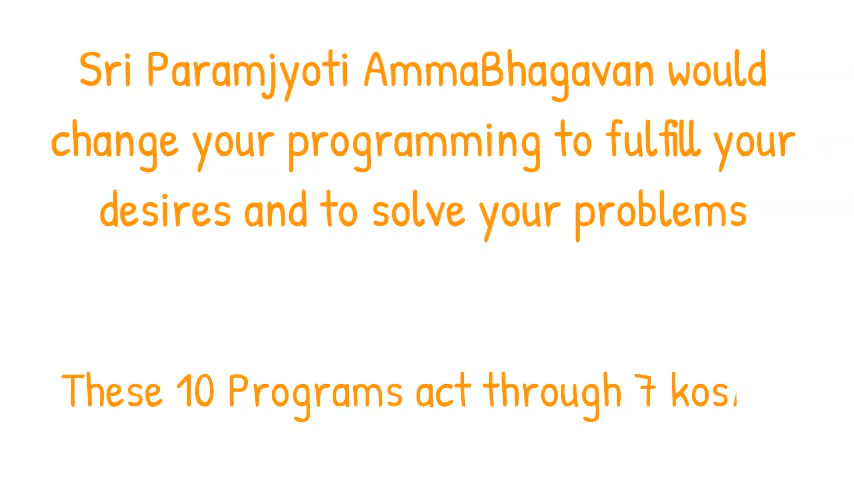 Sri Paramjyoti AmmaBhagavan would
change your programming to fulfill your
desires and to solve your problems
These 10 Programs act through 7